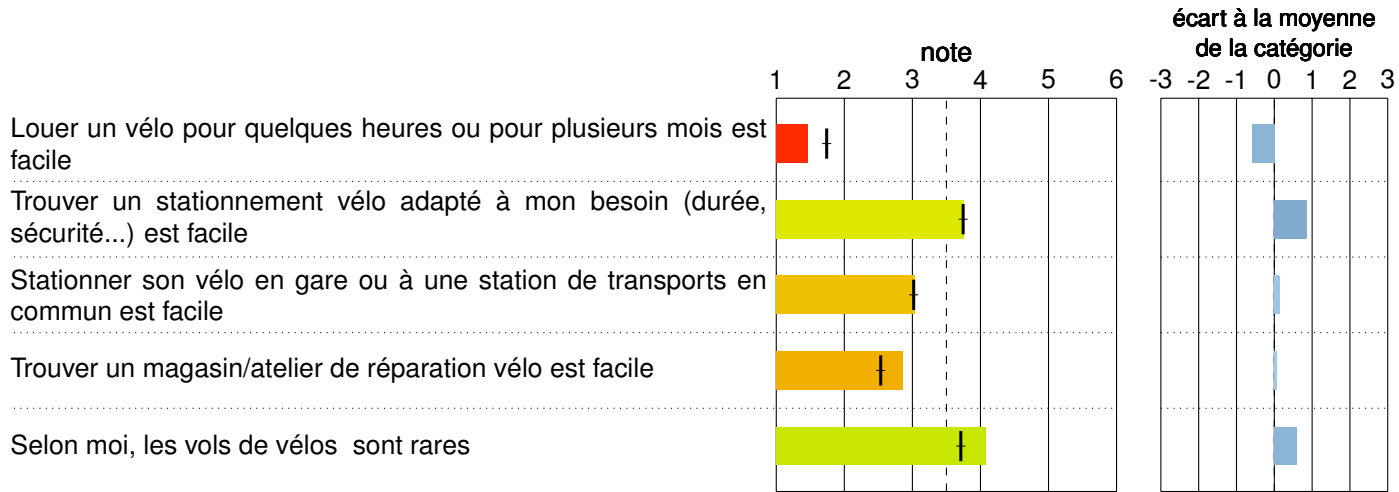 écart à la moyenne
note de la catégorie
1 2 3 4 5 6 -3 -2 -1 0 1 2 3
Louer un vélo pour quelques heures ou pour plusieurs mois est
facile
Trouver un stationnement vélo adapté à mon besoin (durée,
sécurité...) est facile
Stationner son vélo en gare ou à une station de transports en
commun est facile
Trouver un magasin/atelier de réparation vélo est facile
Selon moi, les vols de vélos sont rares